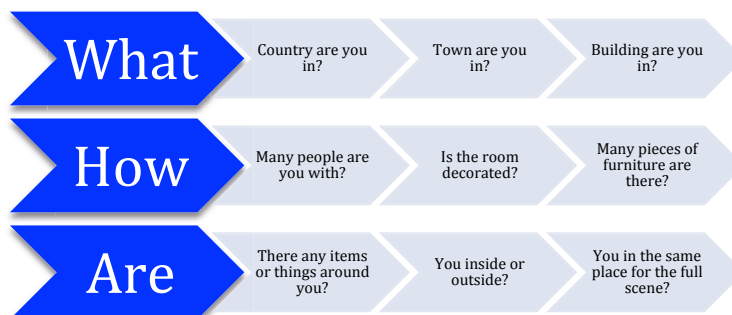 What
Country are you
in?
Town are you
in?
Building are you
in?
How
Many people are
you with?
Is the room
decorated?
Many pieces of
furniture are
there?
Are
There any items
or things around
you?
You inside or
outside?
You in the same
place for the full
scene?